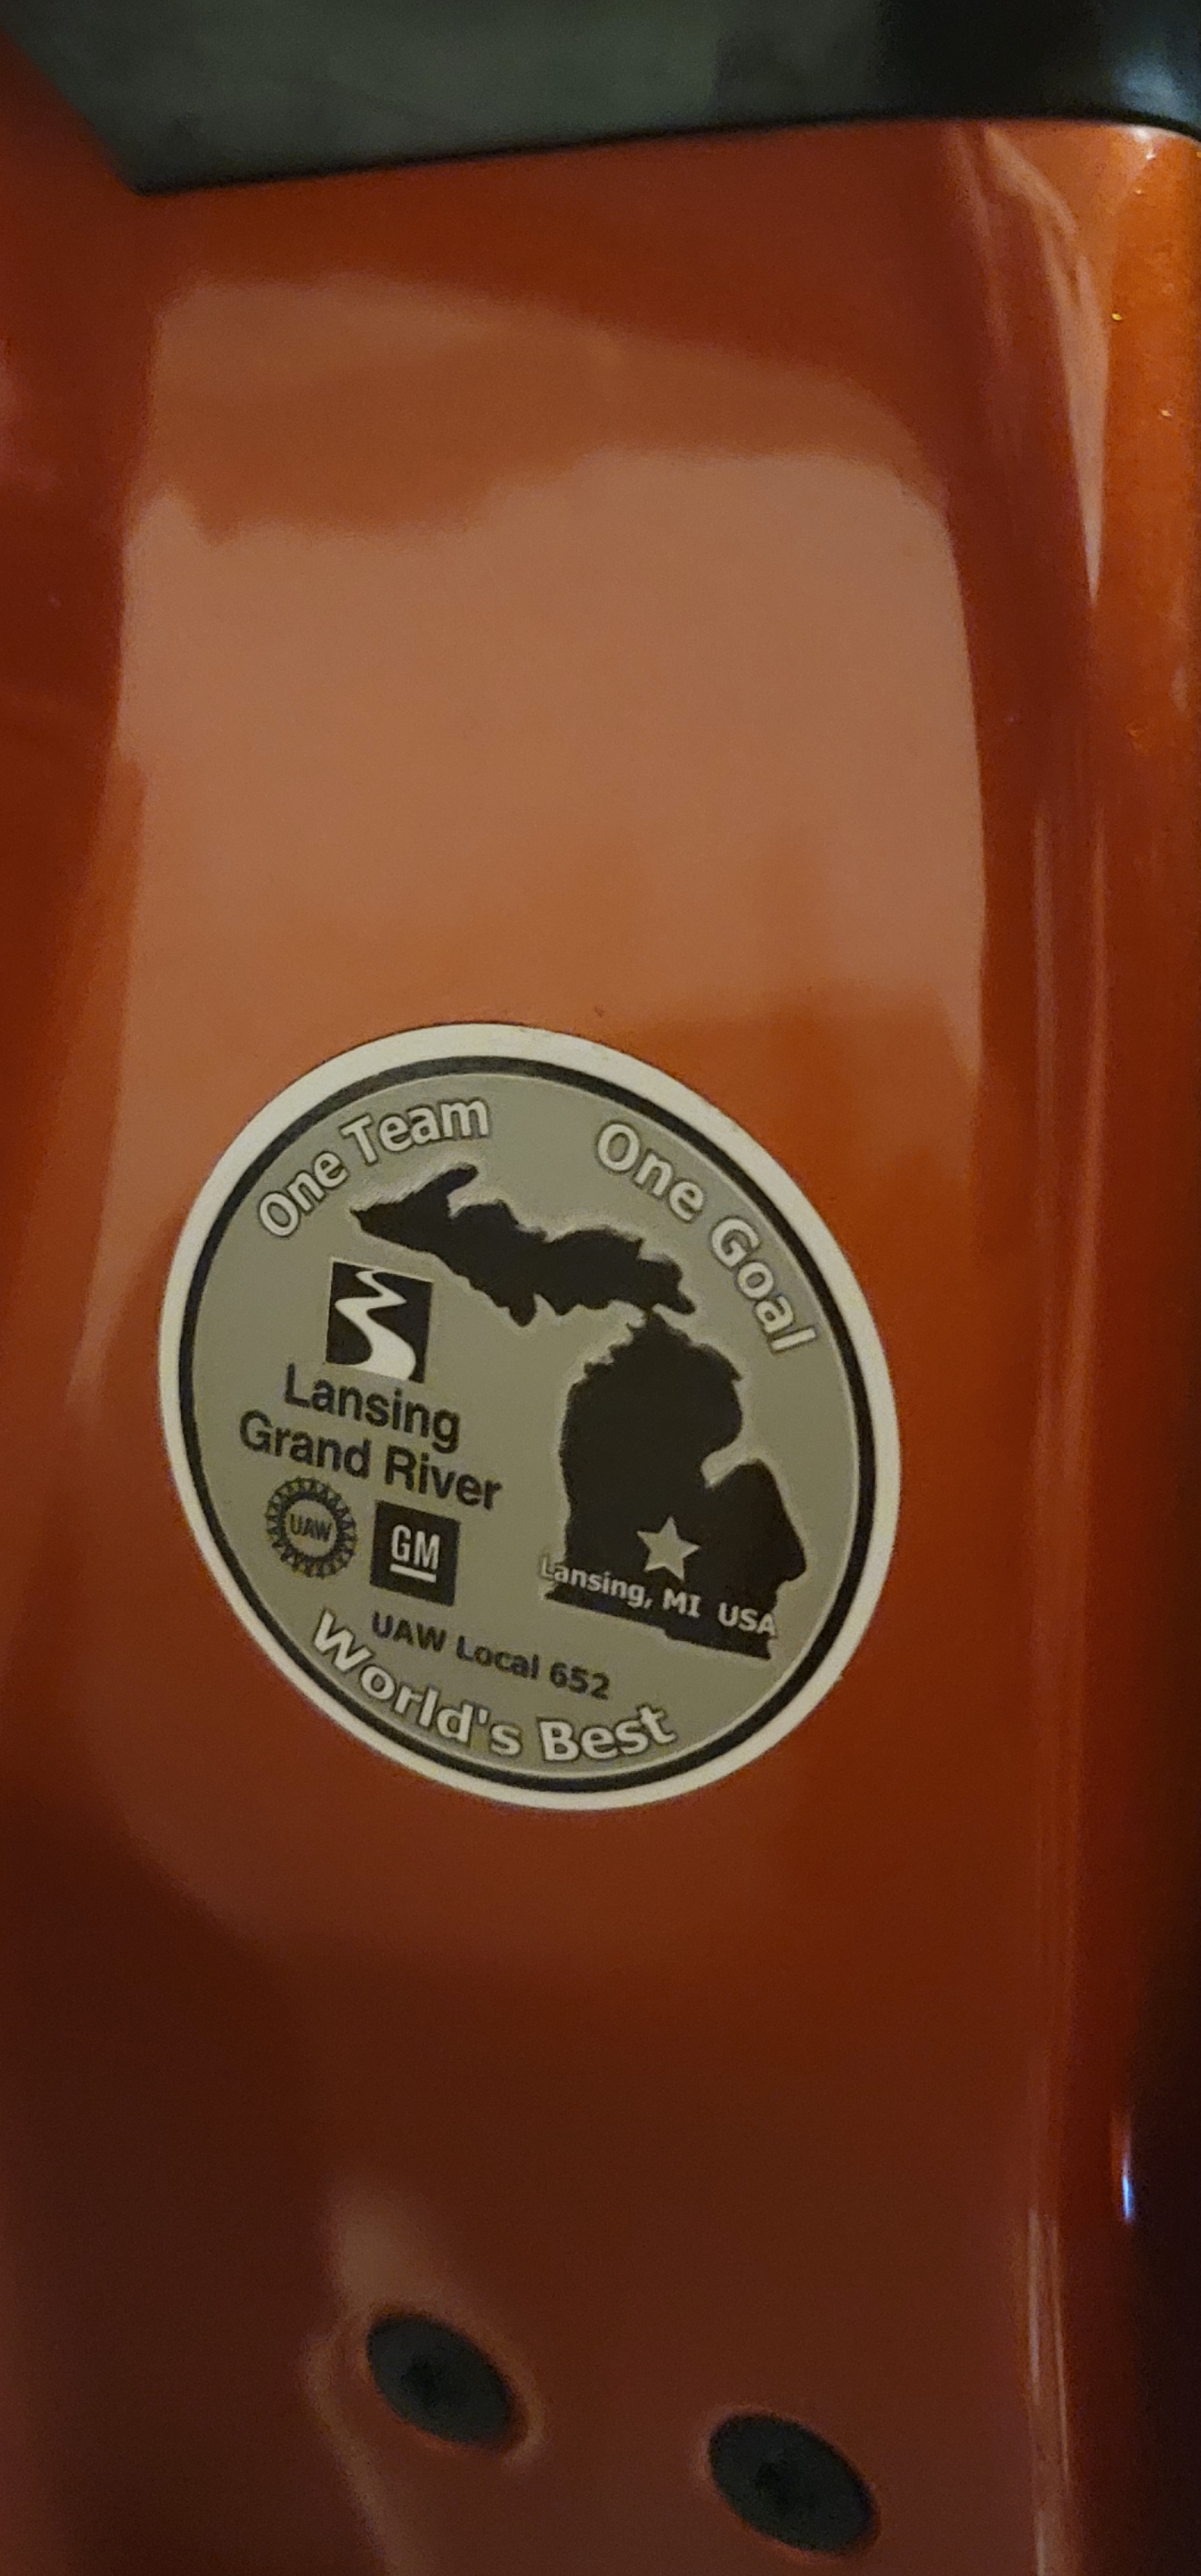 One Team One Goal
Lansing
Grand River
UAW
GM
Lansing, MI USA
UAW Local 652
World's Best